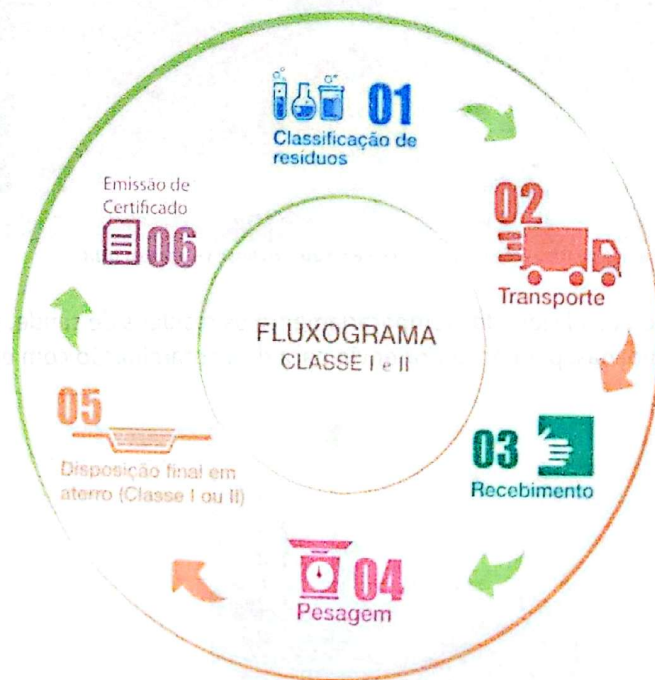 01
Classificação de
resíduos
02
Transporte
03
Recebimento
04
Pesagem
05
Disposição final em
aterro (Classe I ou II)
Emissão de
Certificado
06
FLUXOGRAMA
CLASSE I e II